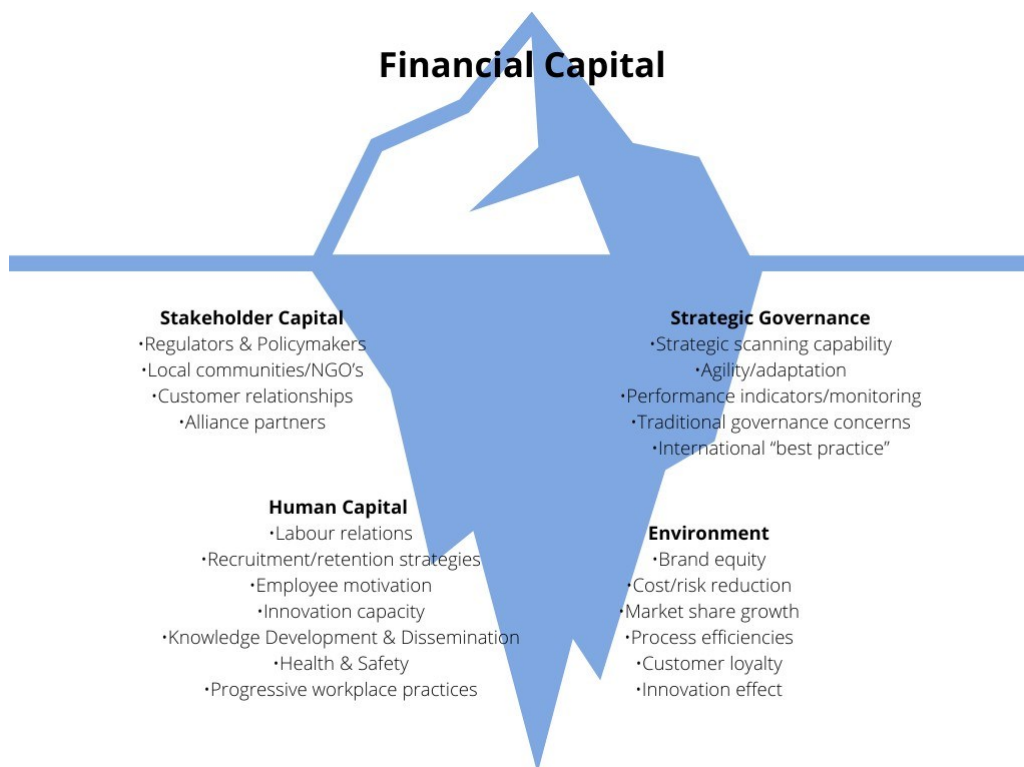 Financial Capital
Stakeholder Capital
•Regulators & Policymakers
•Local communities/NGO’s
•Customer relationships
•Alliance partners
Strategic Governance
•Strategic scanning capability
•Agility/adaptation
•Performance indicators/monitoring
•Traditional governance concerns
•International “best practice”
Human Capital
•Labour relations
•Recruitment/retention strategies
•Employee motivation
•Innovation capacity
•Knowledge Development & Dissemination
•Health & Safety
•Progressive workplace practices
Environment
•Brand equity
•Cost/risk reduction
•Market share growth
•Process efficiencies
•Customer loyalty
•Innovation effect